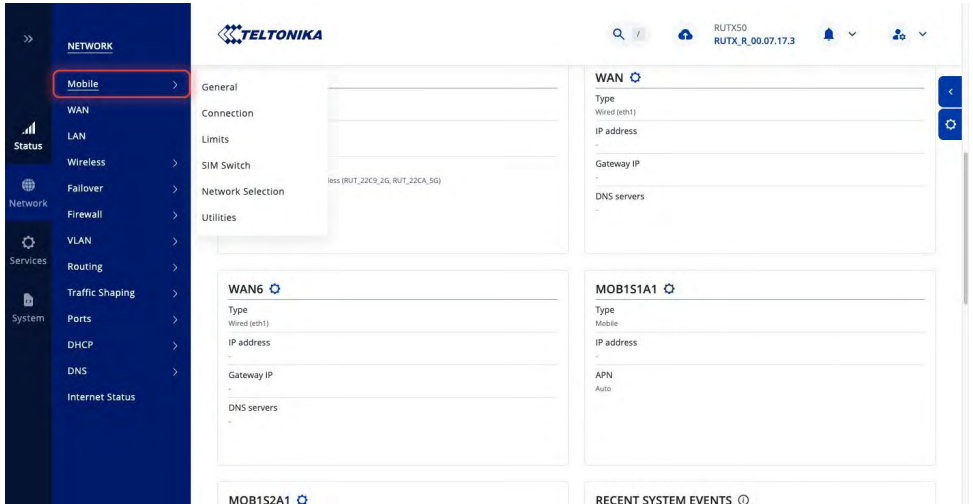 TELTONIKA
/
RUTX50
RUTX_R_00.07.17.3
Status
Network
Services
System
NETWORK
Mobile
WAN
LAN
Wireless
Failover
Firewall
VLAN
Routing
Traffic Shaping
Ports
DHCP
DNS
Internet Status
General
Connection
Limits
SIM Switch
Network Selection
Utilities
(RUT_22C9_2G, RUT_22CA_5G)
WAN
Type
Wired (eth1)
IP address
-
Gateway IP
-
DNS servers
-
WAN6
Type
Wired (eth1)
IP address
-
Gateway IP
-
DNS servers
-
MOB1S1A1
Type
Mobile
IP address
-
APN
Auto
MOB1S2A1
RECENT SYSTEM EVENTS